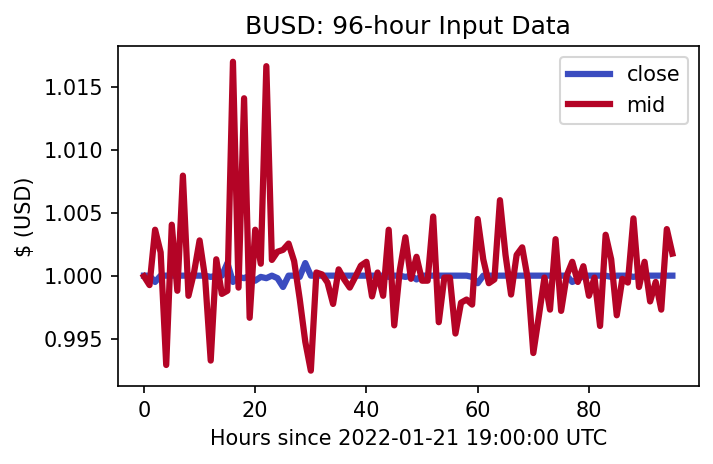 BUSD: 96-hour Input Data
close
mid
1.015
1.010
1.005
1.000
0.995
$ (USD)
0
20
40
60
80
Hours since 2022-01-21 19:00:00 UTC